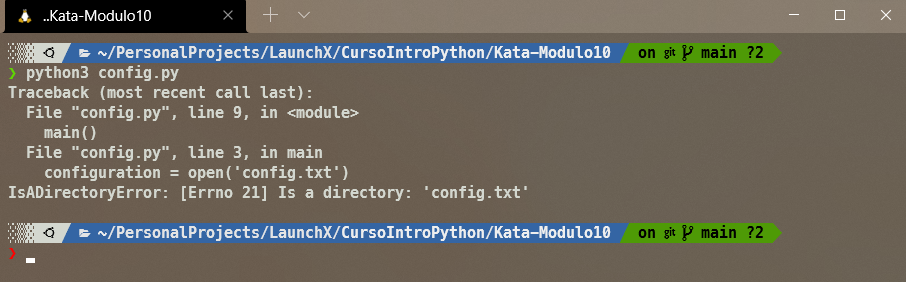 ..Kata-Modulo10
~/PersonalProjects/LaunchX/CursoIntroPython/Kata-Modulo10 on git main ?2
❯ python3 config.py
Traceback (most recent call last):
  File "config.py", line 9, in <module>
    main()
  File "config.py", line 3, in main
    configuration = open('config.txt')
IsADirectoryError: [Errno 21] Is a directory: 'config.txt'
~/PersonalProjects/LaunchX/CursoIntroPython/Kata-Modulo10 on git main ?2
❯